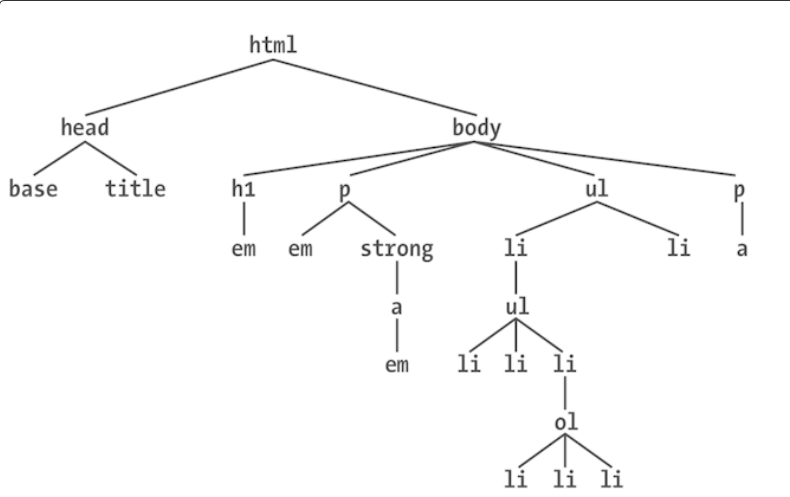 html
head body
base title h1 p ul p
em em strong li li a
a ul
em li li li
ol
li li li